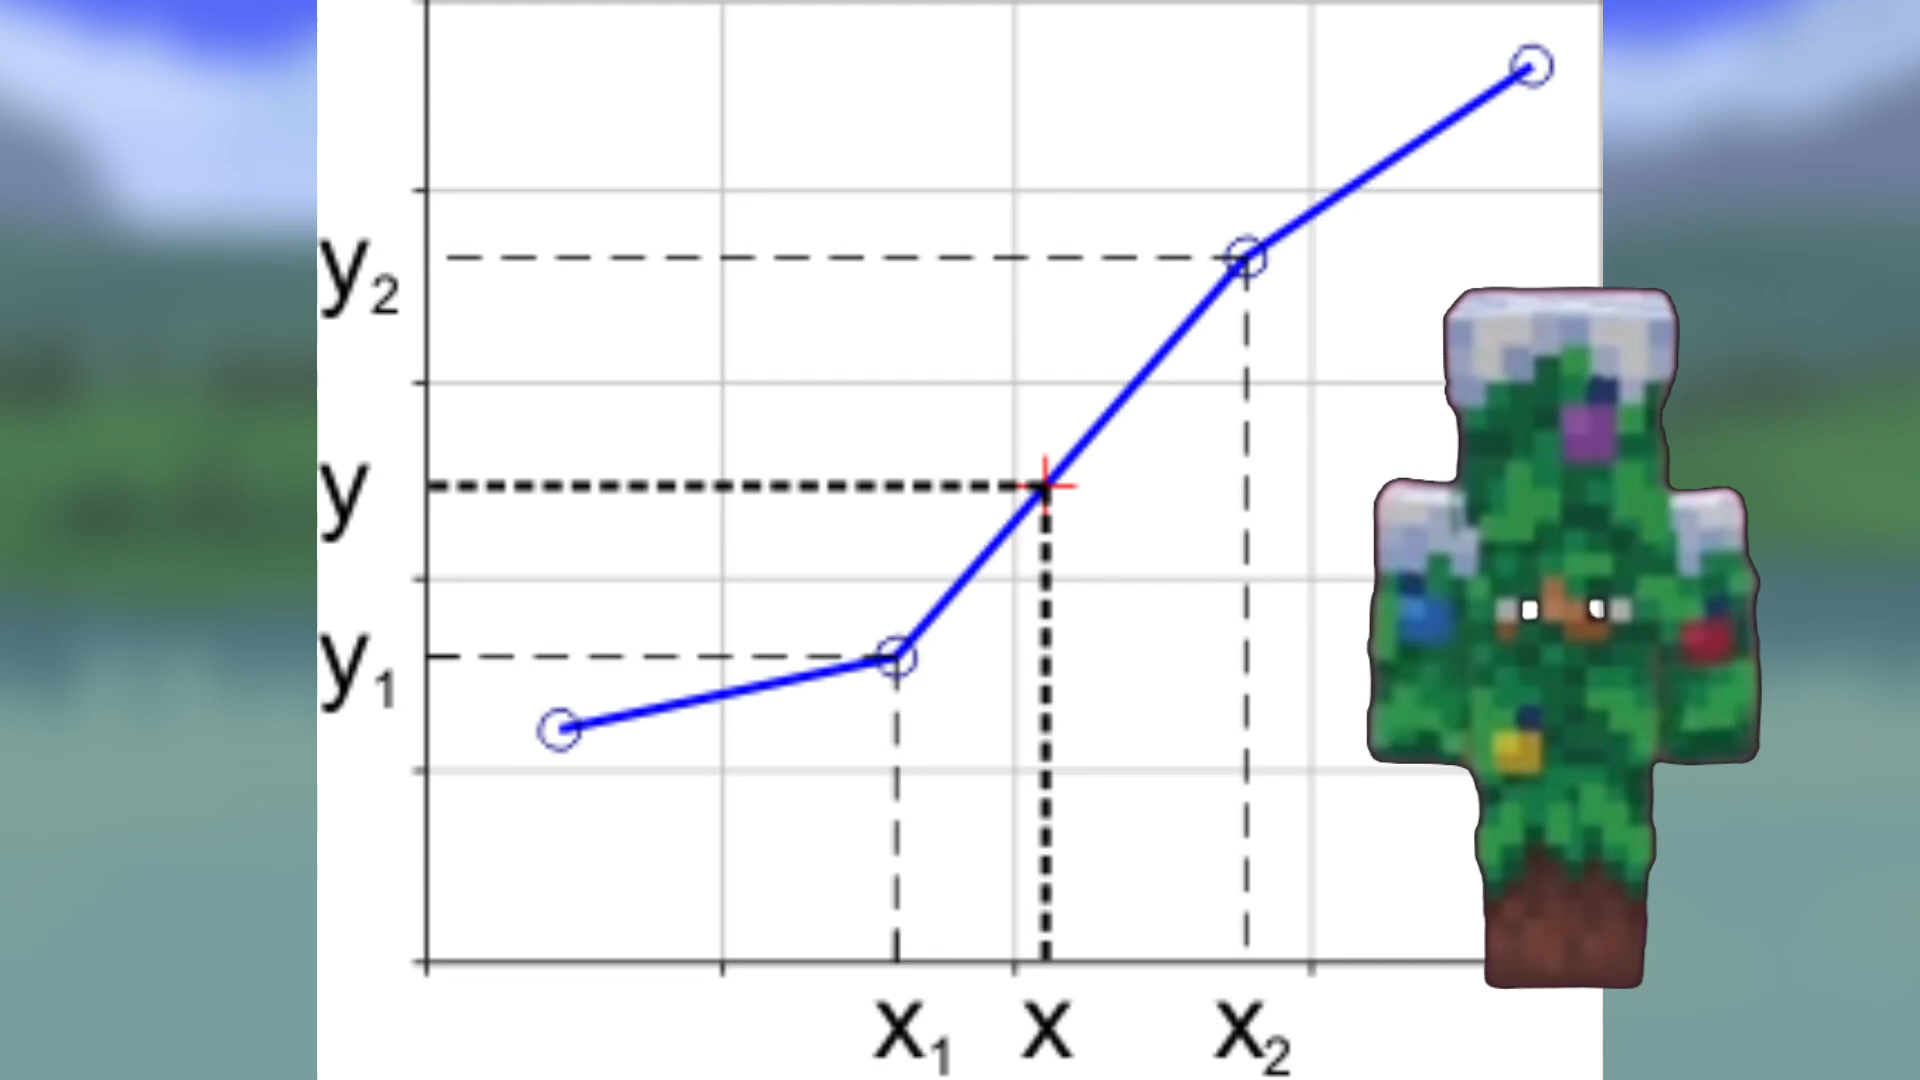 y₂
y
y₁
x₁ x x₂